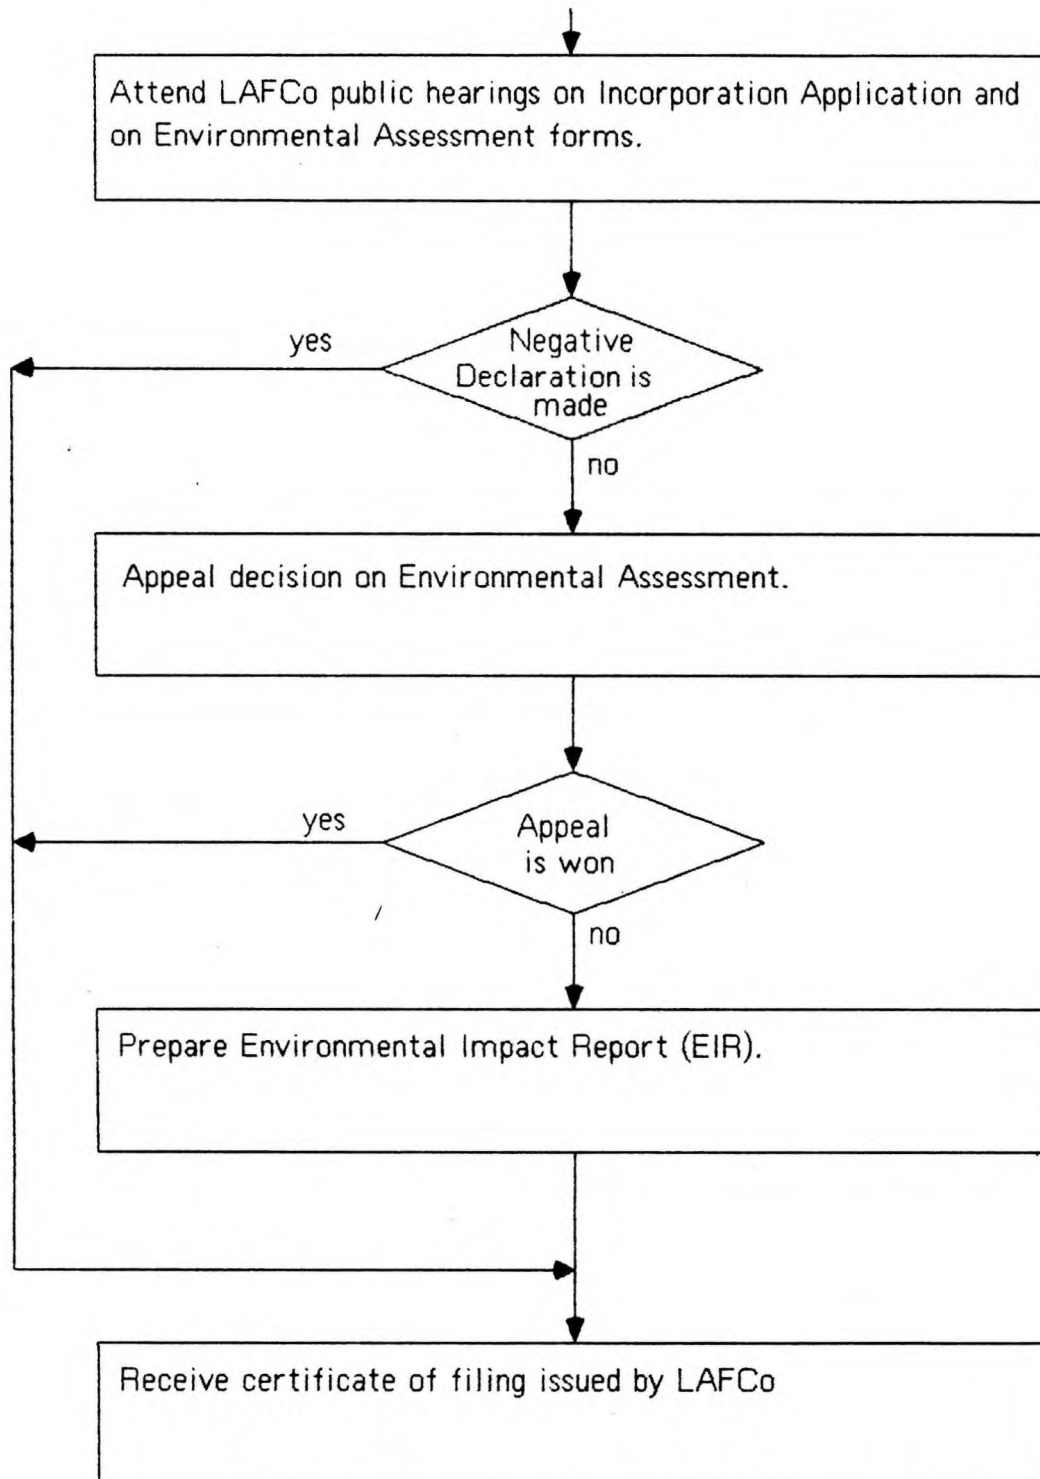 Attend LAFCo public hearings on Incorporation Application and
on Environmental Assessment forms.
yes
Negative
Declaration is
made
no
Appeal decision on Environmental Assessment.
yes
Appeal
is won
no
Prepare Environmental Impact Report (EIR).
Receive certificate of filing issued by LAFCo